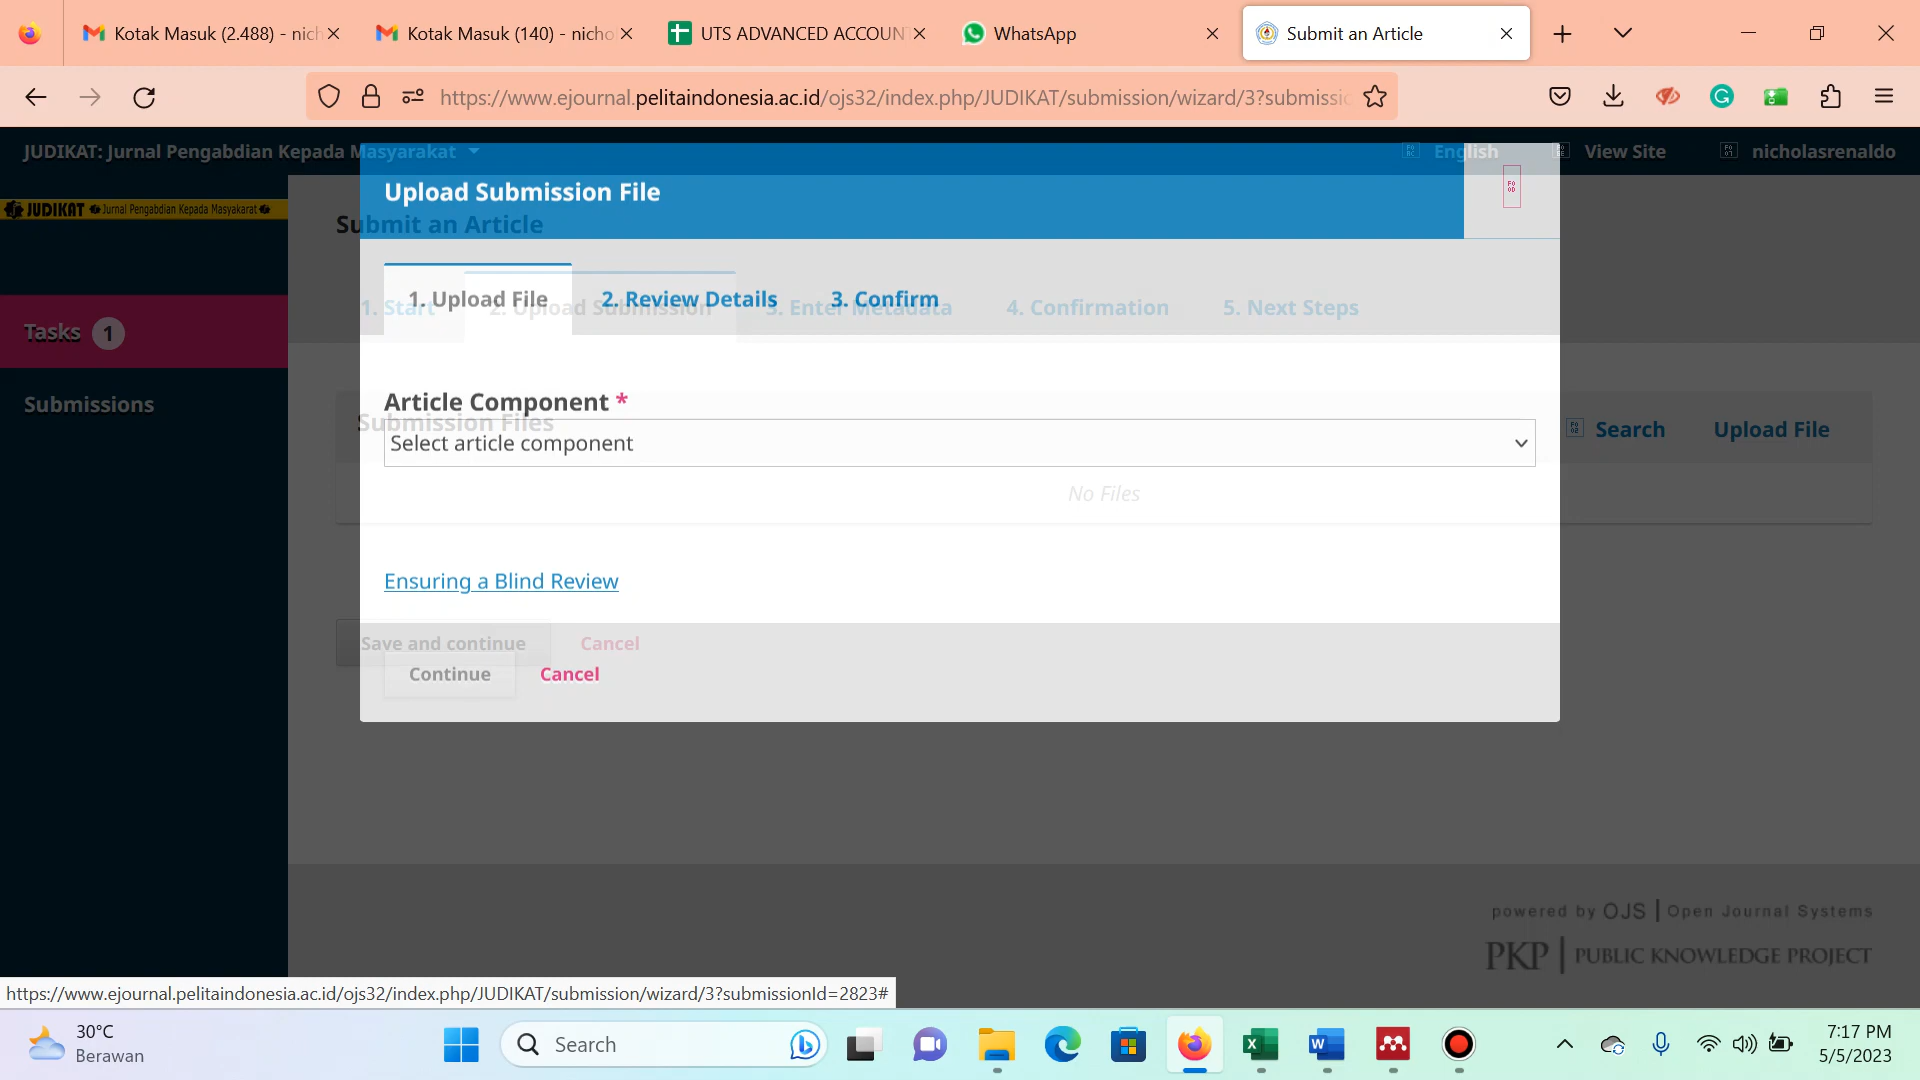 Kotak Masuk (2.488) - nich
Kotak Masuk (140) - nicho
UTS ADVANCED ACCOUN
WhatsApp
Submit an Article
https://www.ejournal.pelitaindonesia.ac.id/ojs32/index.php/JUDIKAT/submission/wizard/3?submissic
JUDIKAT: Jurnal Pengabdian Kepada Masyarakat
English
View Site
nicholasrenaldo
JUDIKAT Jurnal Pengabdian Kepada Masyarakat
Upload Submission File
Submit an Article
1. Upload File
2. Review Details
3. Confirm
1. Start
2. Upload Submission
3. Enter Metadata
4. Confirmation
5. Next Steps
Tasks 1
Submissions
Article Component *
Submission Files
Search
Upload File
Select article component
No Files
Ensuring a Blind Review
Save and continue
Cancel
Continue
Cancel
powered by OJS | Open Journal Systems
PKP | PUBLIC KNOWLEDGE PROJECT
https://www.ejournal.pelitaindonesia.ac.id/ojs32/index.php/JUDIKAT/submission/wizard/3?submissionId=2823#
30°C
Berawan
Search
7:17 PM
5/5/2023